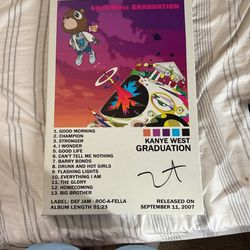 kanYeWest GRADUATION
KANYE WEST
GRADUATION
1. GOOD MORNING
2. CHAMPION
3. STRONGER
4. I WONDER
5. GOOD LIFE
6. CAN'T TELL ME NOTHING
7. BARRY BONDS
8. DRUNK AND HOT GIRLS
9. FLASHING LIGHTS
10. EVERYTHING I AM
11. THE GLORY
12. HOMECOMING
13. BIG BROTHER
LABEL: DEF JAM - ROC-A-FELLA
ALBUM LENGTH 51:23
RELEASED ON
SEPTEMBER 11, 2007